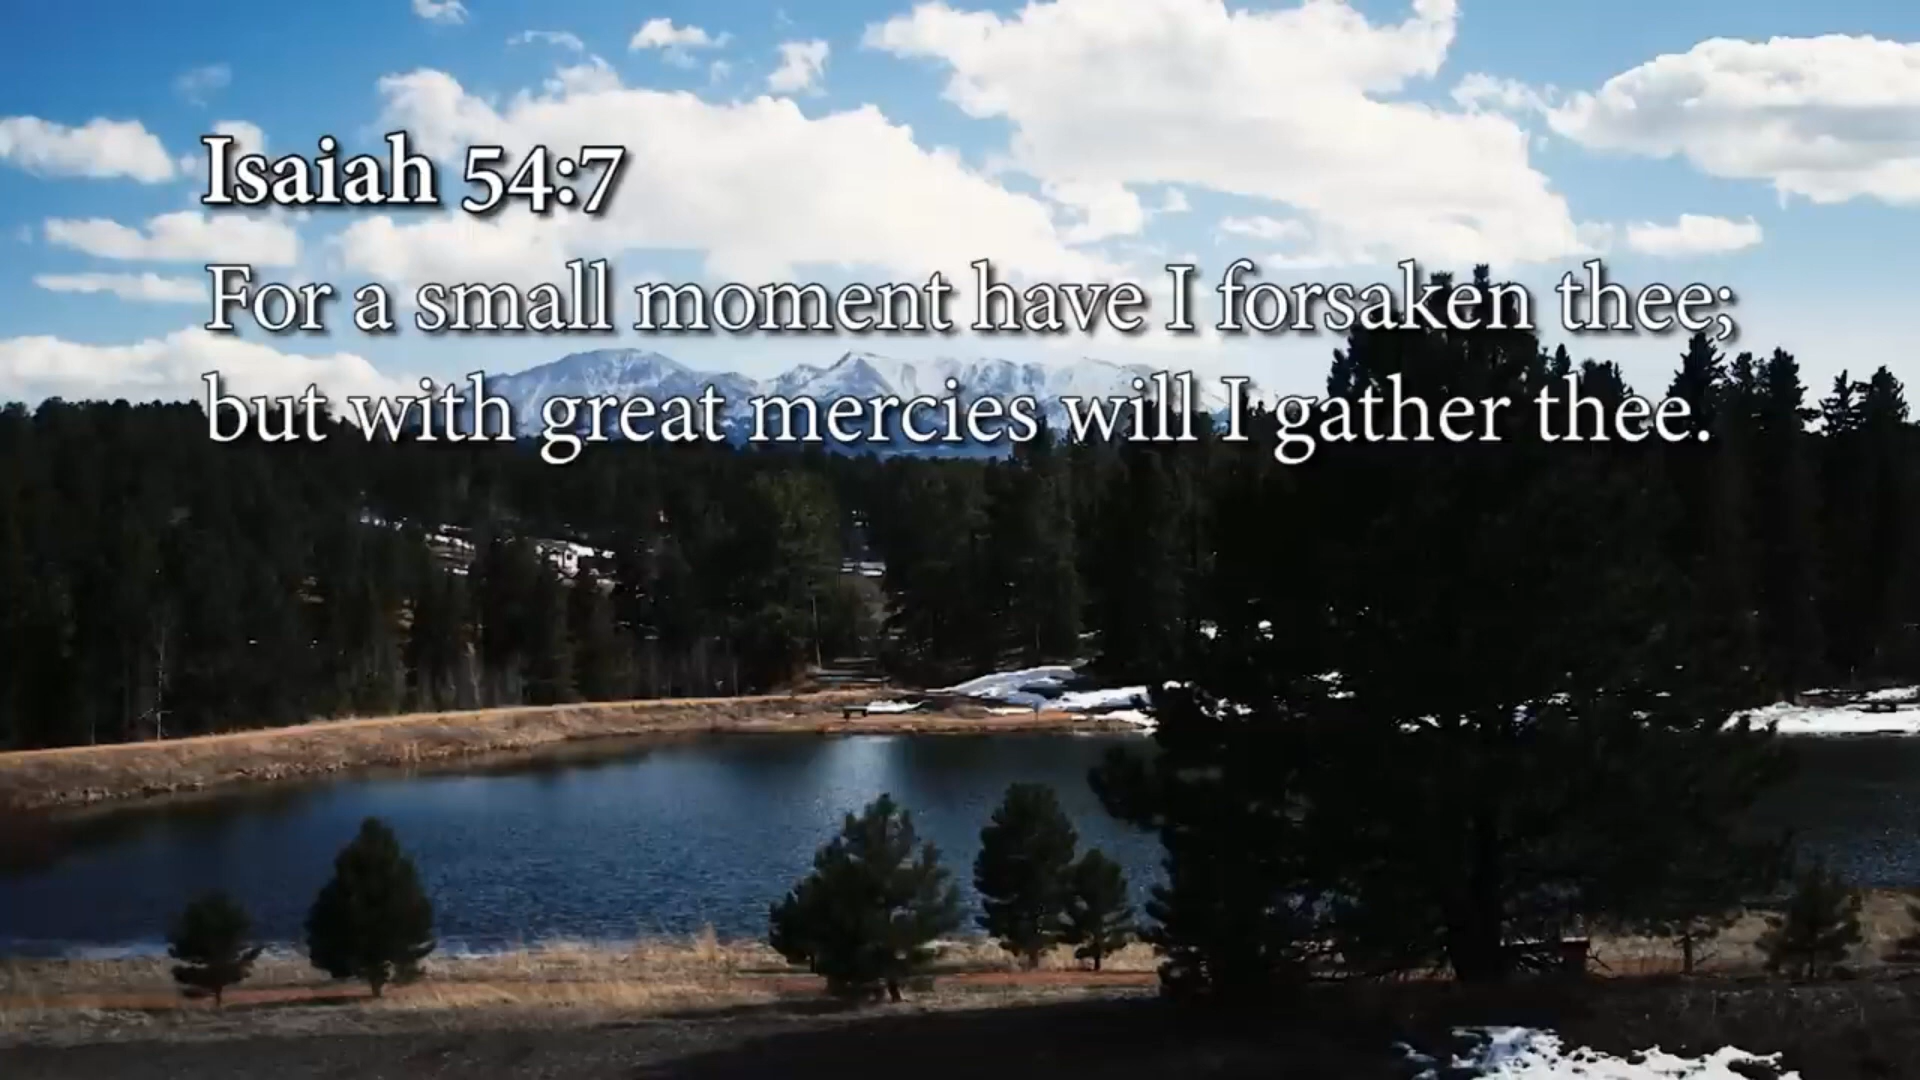 Isaiah 54:7
For a small moment have I forsaken thee;
but with great mercies will I gather thee.